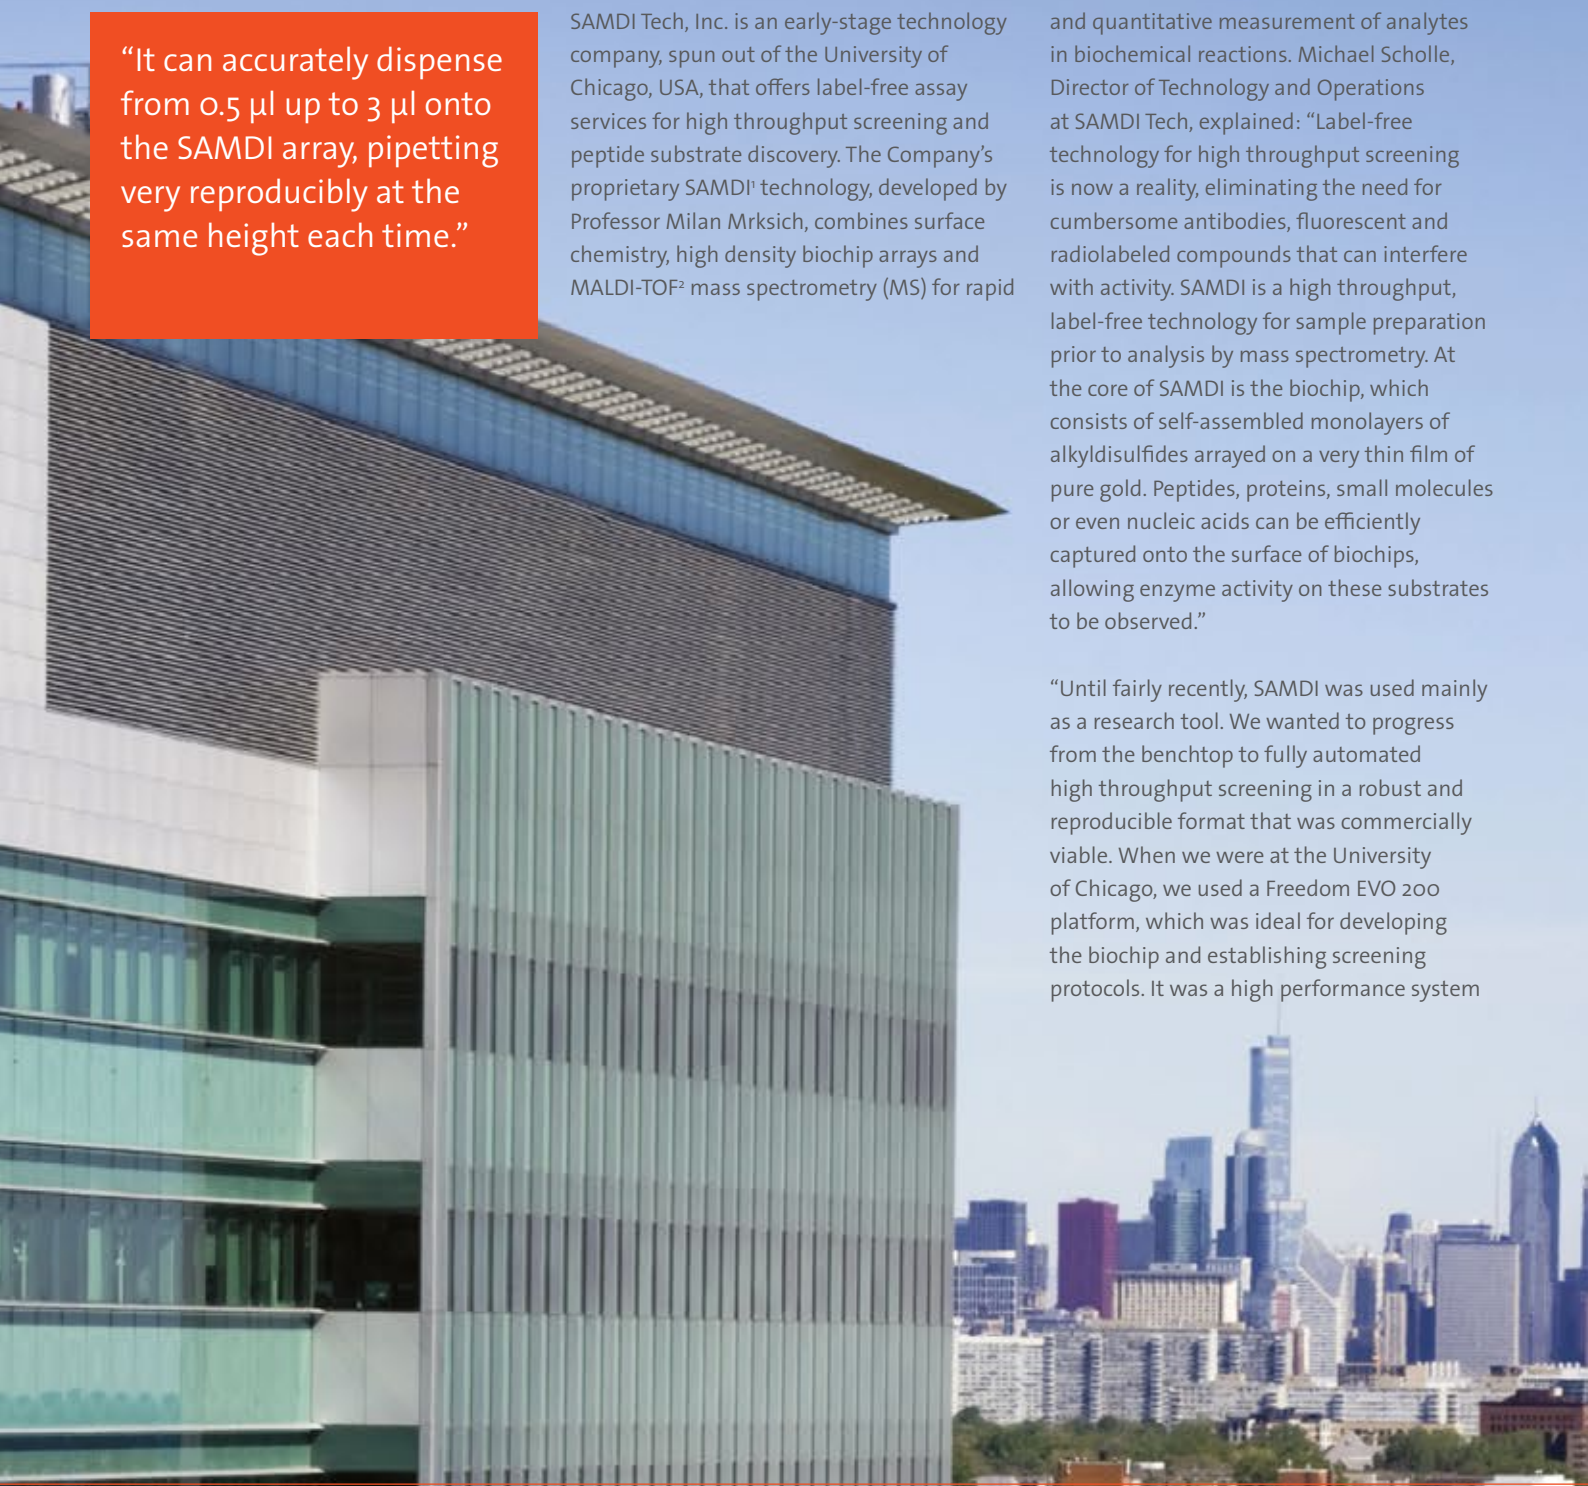 “It can accurately dispense
from 0.5 µl up to 3 µl onto
the SAMDI array, pipetting
very reproducibly at the
same height each time.”
SAMDI Tech, Inc. is an early-stage technology
company, spun out of the University of
Chicago, USA, that offers label-free assay
services for high throughput screening and
peptide substrate discovery. The Company’s
proprietary SAMDI¹ technology, developed by
Professor Milan Mrksich, combines surface
chemistry, high density biochip arrays and
MALDI-TOF² mass spectrometry (MS) for rapid
and quantitative measurement of analytes
in biochemical reactions. Michael Scholle,
Director of Technology and Operations
at SAMDI Tech, explained: “Label-free
technology for high throughput screening
is now a reality, eliminating the need for
cumbersome antibodies, fluorescent and
radiolabeled compounds that can interfere
with activity. SAMDI is a high throughput,
label-free technology for sample preparation
prior to analysis by mass spectrometry. At
the core of SAMDI is the biochip, which
consists of self-assembled monolayers of
alkyldisulfides arrayed on a very thin film of
pure gold. Peptides, proteins, small molecules
or even nucleic acids can be efficiently
captured onto the surface of biochips,
allowing enzyme activity on these substrates
to be observed.”
“Until fairly recently, SAMDI was used mainly
as a research tool. We wanted to progress
from the benchtop to fully automated
high throughput screening in a robust and
reproducible format that was commercially
viable. When we were at the University
of Chicago, we used a Freedom EVO 200
platform, which was ideal for developing
the biochip and establishing screening
protocols. It was a high performance system